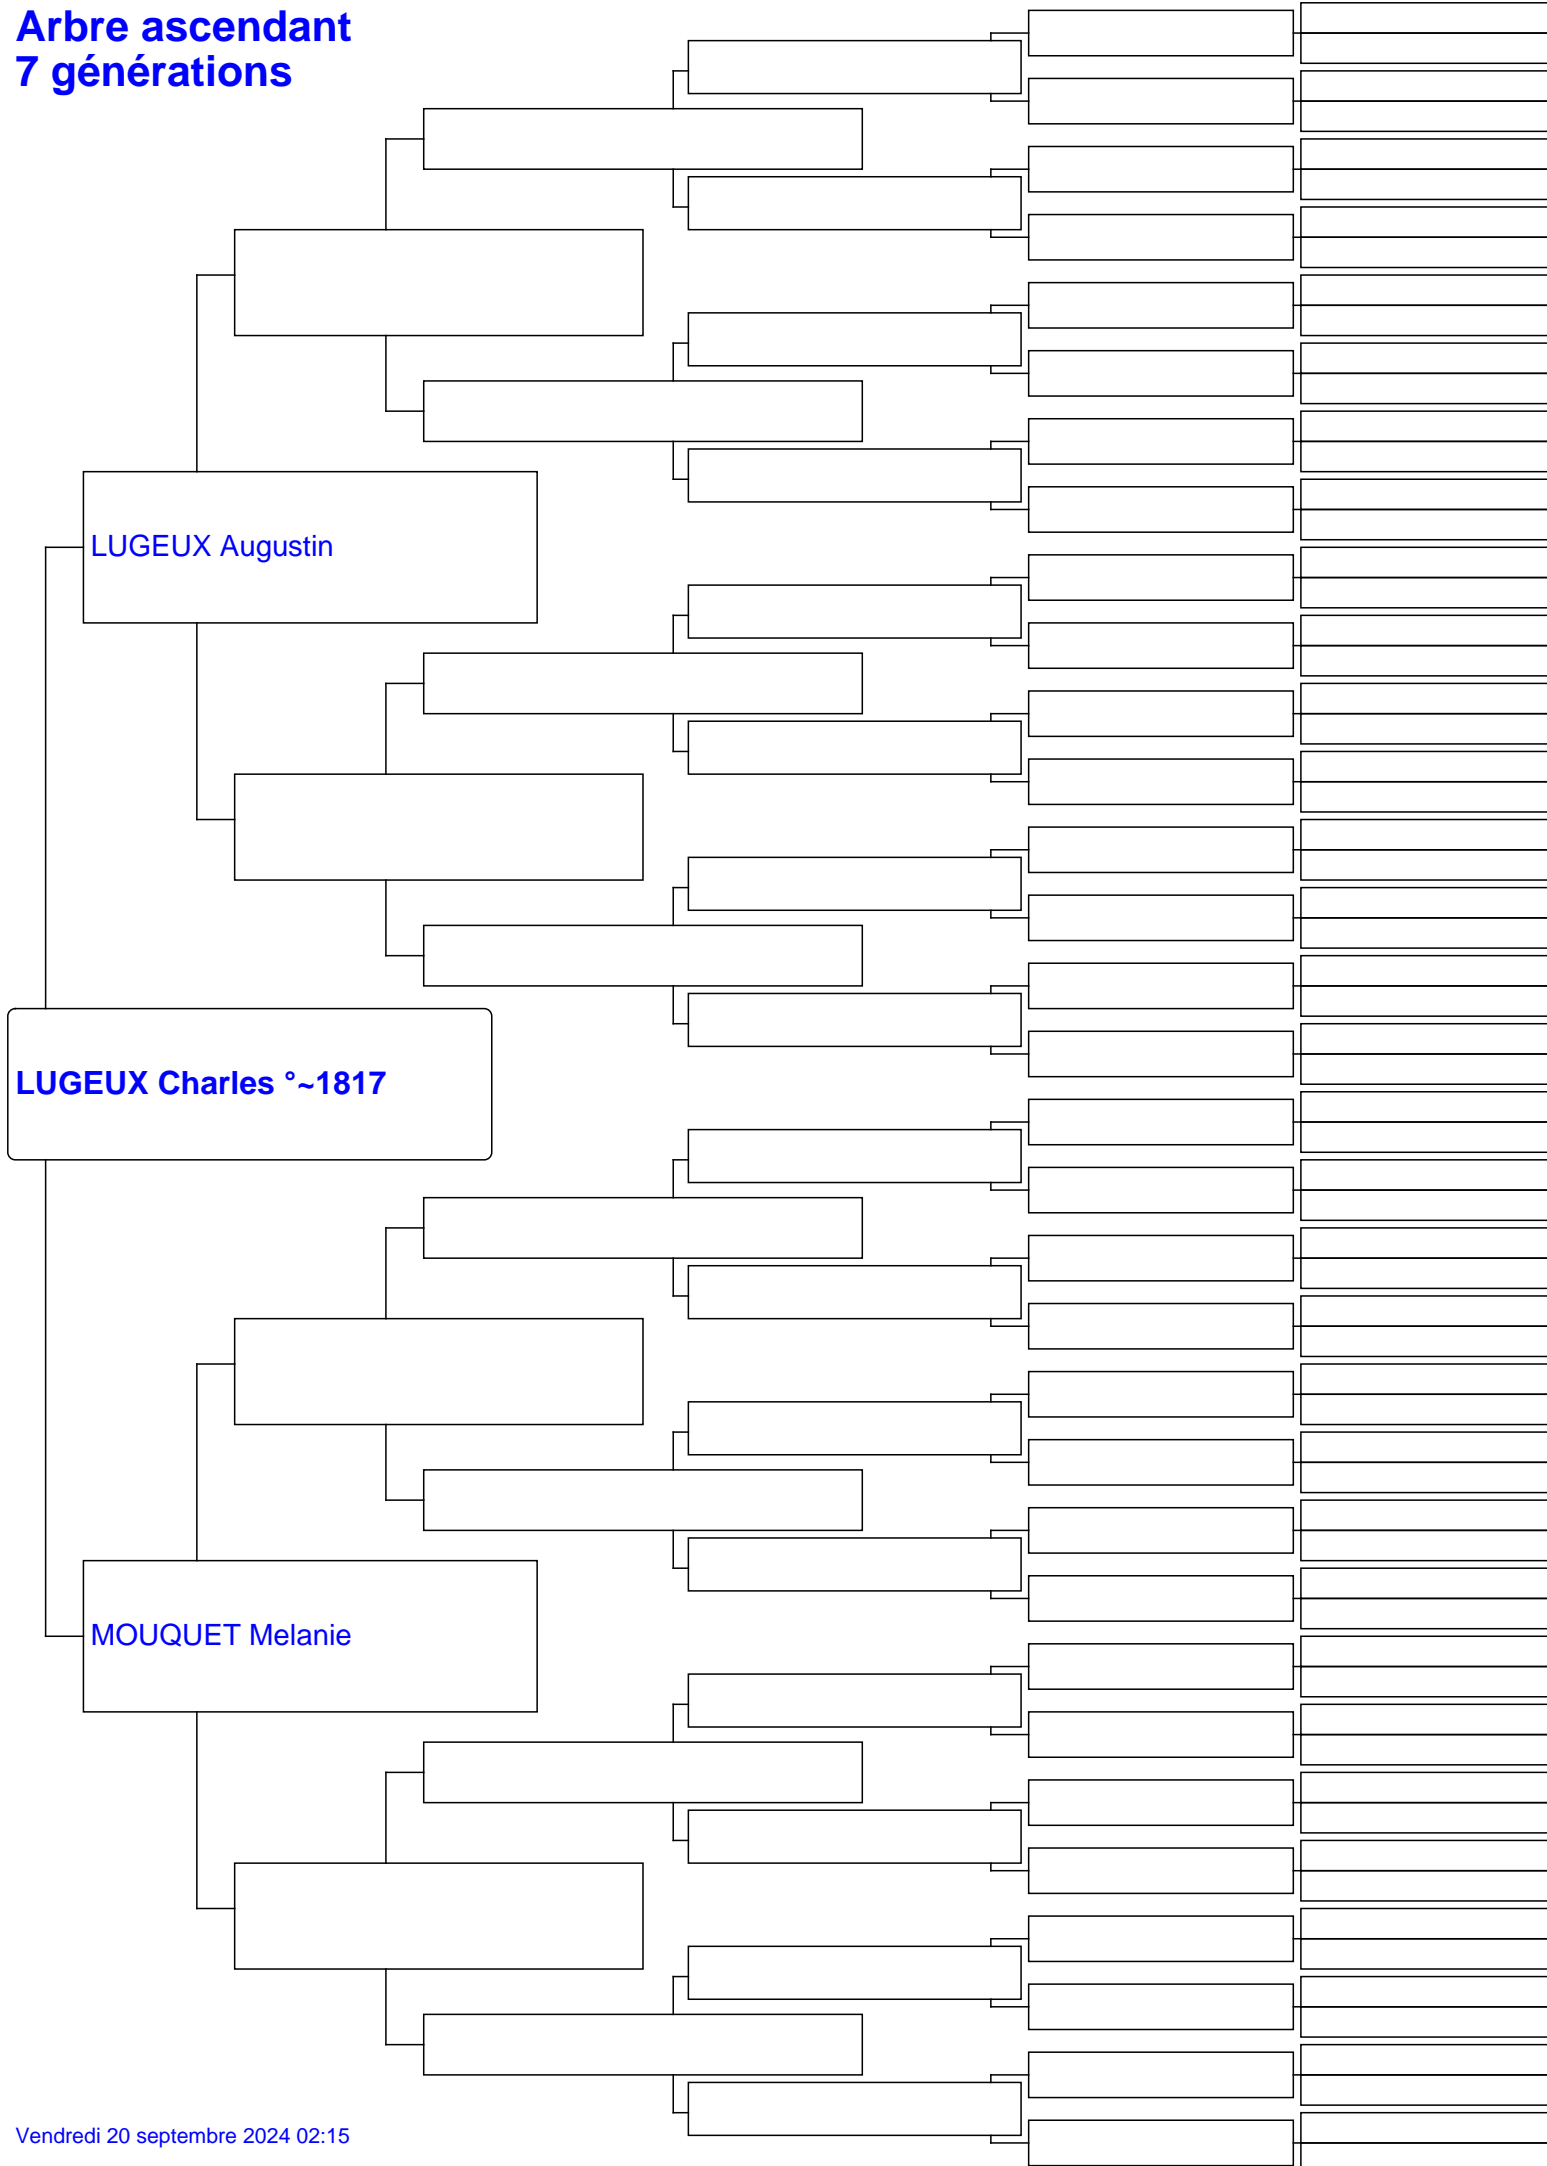 Arbre ascendant
7 générations
LUGEUX Augustin
LUGEUX Charles °~1817
MOUQUET Melanie
Vendredi 20 septembre 2024 02:15